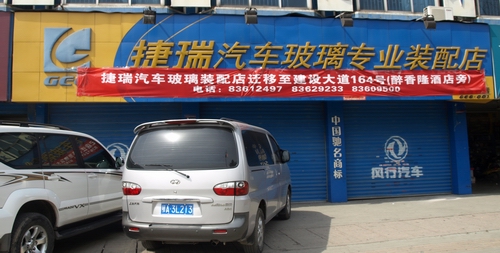 捷瑞汽车玻璃专业装配店
捷瑞汽车玻璃装配店迁移至建设大道164号(醉香隆酒店旁)
电话: 83612497 83629233 83609500
中国驰名商标
风行汽车
3L213